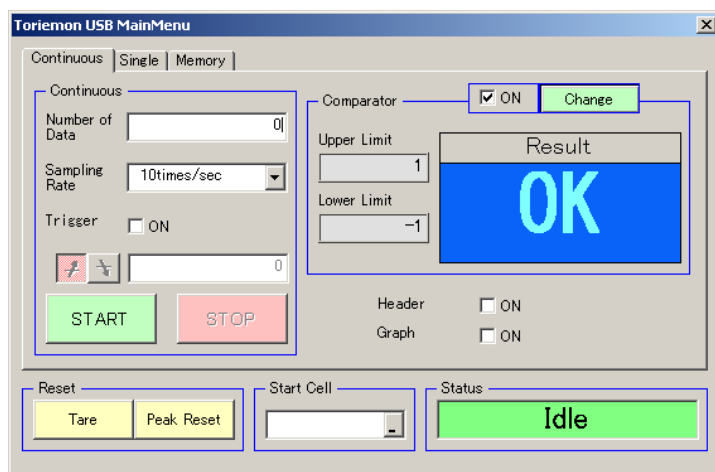 Toriemon USB MainMenu
Continuous Single Memory
Continuous
Number of
Data
0
Sampling
Rate
10times/sec
Trigger
ON
0
START
STOP
Comparator
ON
Change
Upper Limit
1
Lower Limit
-1
Result
OK
Header
ON
Graph
ON
Reset
Tare
Peak Reset
Start Cell
Status
Idle